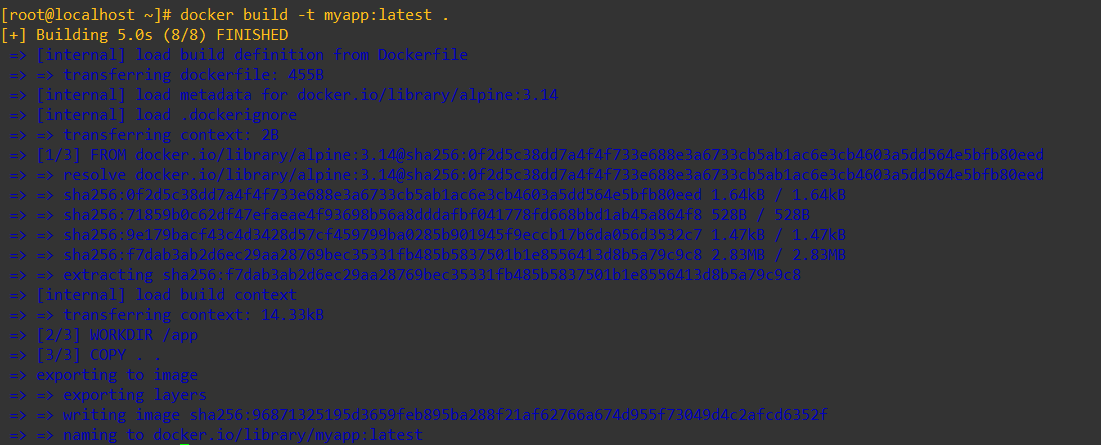 [root@localhost ~]# docker build -t myapp:latest .
[+] Building 5.0s (8/8) FINISHED
=> [internal] load build definition from Dockerfile
=> => transferring dockerfile: 455B
=> [internal] load metadata for docker.io/library/alpine:3.14
=> [internal] load .dockerignore
=> => transferring context: 2B
=> [1/3] FROM docker.io/library/alpine:3.14@sha256:0f2d5c38dd7a4f4f733e688e3a6733cb5ab1ac6e3cb4603a5dd564e5bfb80eed
=> => resolve docker.io/library/alpine:3.14@sha256:0f2d5c38dd7a4f4f733e688e3a6733cb5ab1ac6e3cb4603a5dd564e5bfb80eed
=> => sha256:0f2d5c38dd7a4f4f733e688e3a6733cb5ab1ac6e3cb4603a5dd564e5bfb80eed 1.64kB / 1.64kB
=> => sha256:71859b0c62df47efaeae4f93698b56a8dddafbf041778fd668bbd1ab45a864f8 528B / 528B
=> => sha256:9e179bacf43c4d3428d57cf459799ba0285b901945f9eccb17b6da056d3532c7 1.47kB / 1.47kB
=> => sha256:f7dab3ab2d6ec29aa28769bec35331fb485b5837501b1e8556413d8b5a79c9c8 2.83MB / 2.83MB
=> => extracting sha256:f7dab3ab2d6ec29aa28769bec35331fb485b5837501b1e8556413d8b5a79c9c8
=> [internal] load build context
=> => transferring context: 14.33kB
=> [2/3] WORKDIR /app
=> [3/3] COPY . .
=> exporting to image
=> => exporting layers
=> => writing image sha256:96871325195d3659feb895ba288f21af62766a674d955f73049d4c2afcd6352f
=> => naming to docker.io/library/myapp:latest